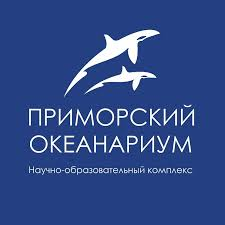 ПРИМОРСКИЙ
ОКЕАНАРИУМ
Научно-образовательный комплекс